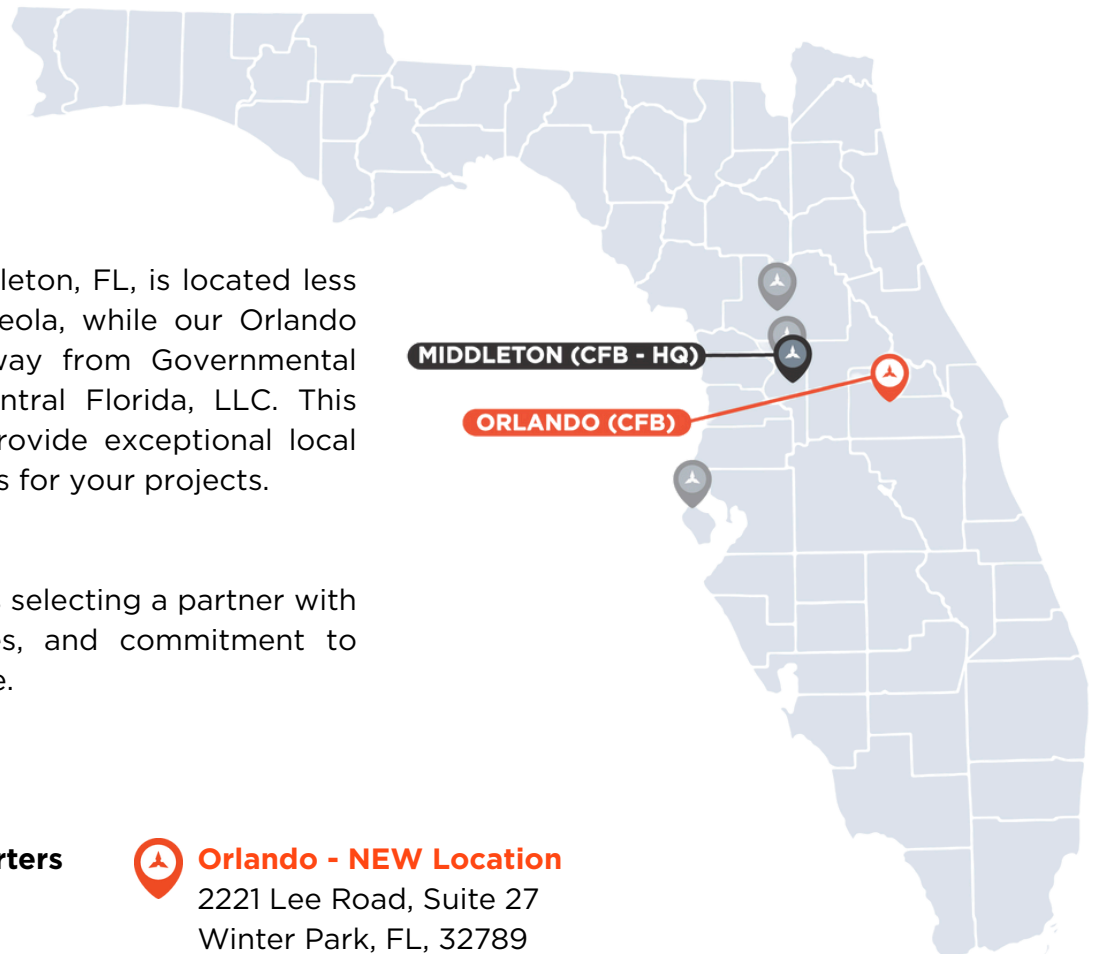 leton, FL, is located less
eola, while our Orlando
way from Governmental
ntral Florida, LLC. This
rovide exceptional local
s for your projects.
selecting a partner with
es, and commitment to
e.
MIDDLETON (CFB - HQ)
ORLANDO (CFB)
rters
Orlando - NEW Location
2221 Lee Road, Suite 27
Winter Park, FL, 32789